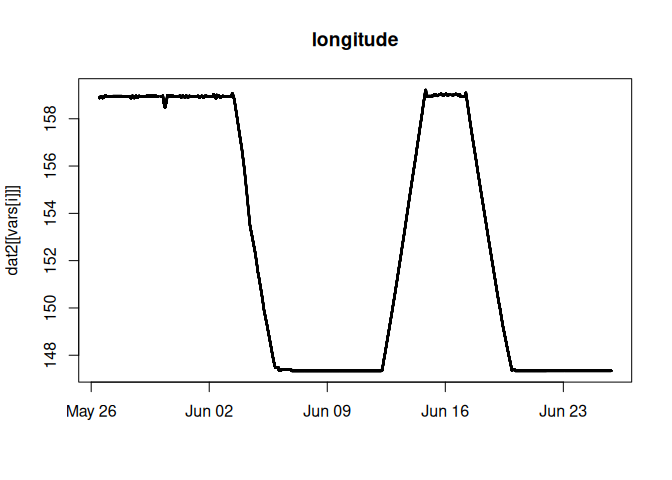 longitude
dat2[[vars[i]]]
158
156
154
152
150
148
May 26
Jun 02
Jun 09
Jun 16
Jun 23